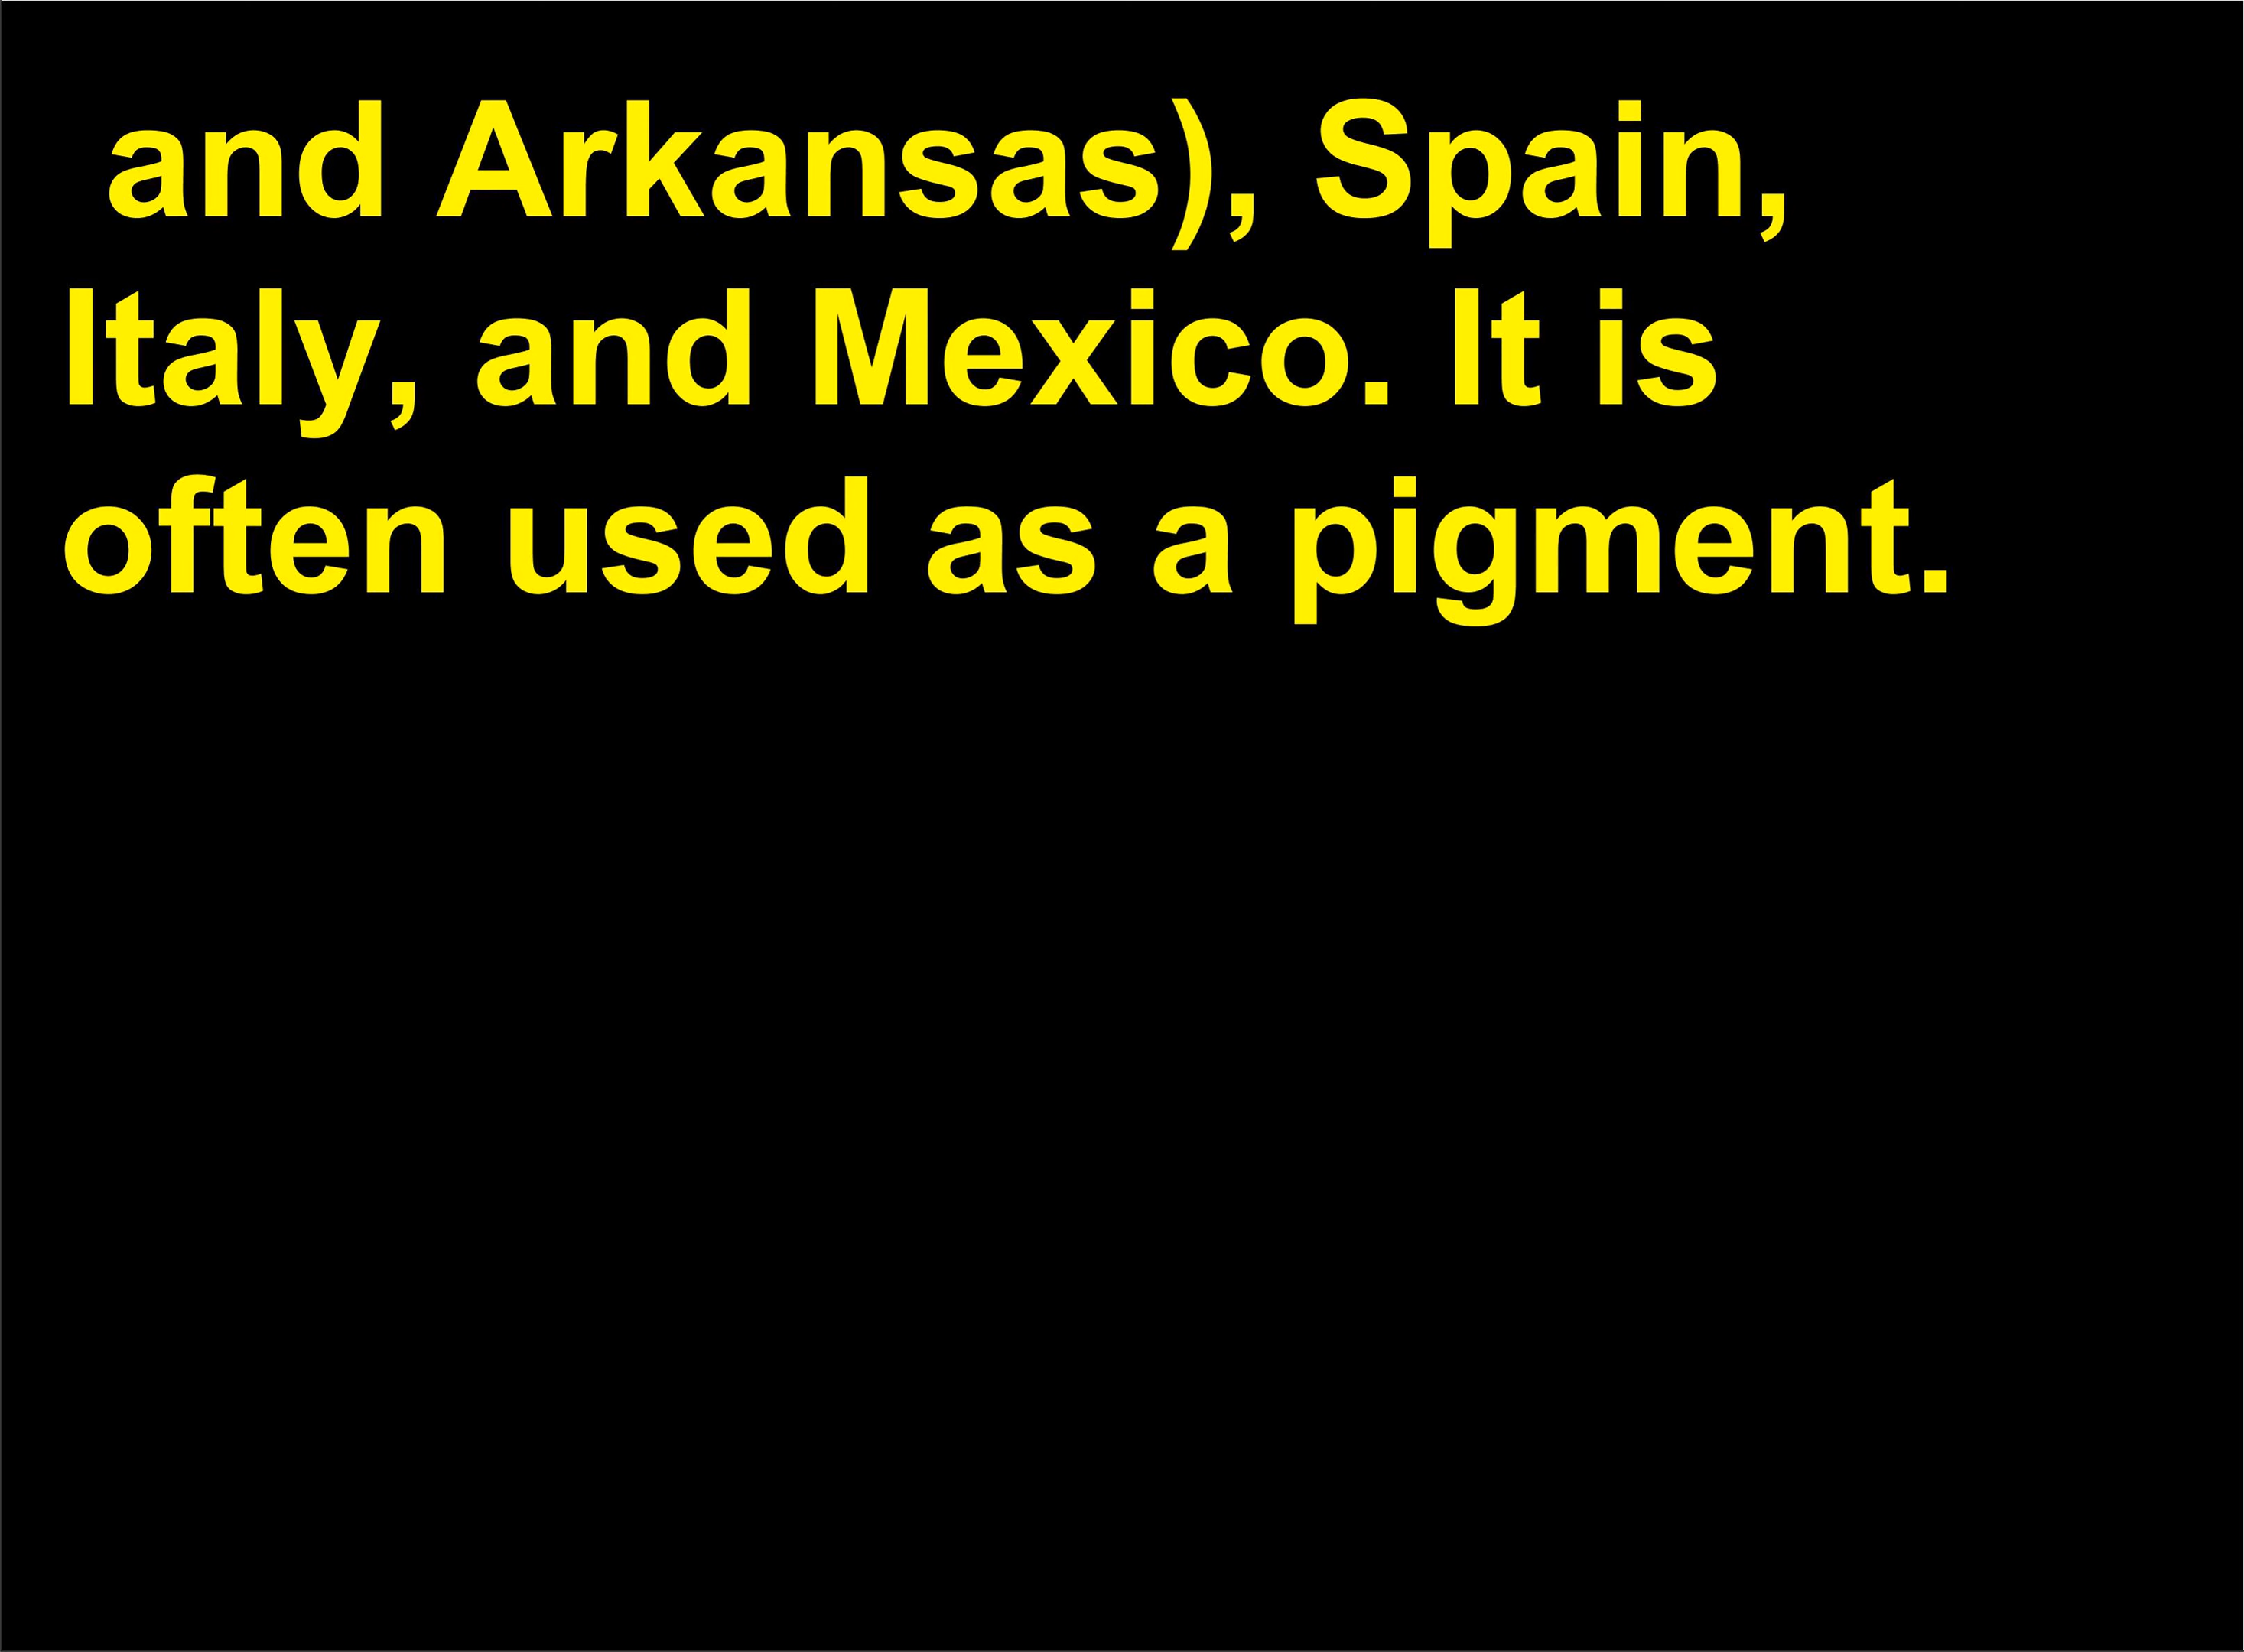 and Arkansas), Spain,
Italy, and Mexico. It is
often used as a pigment.